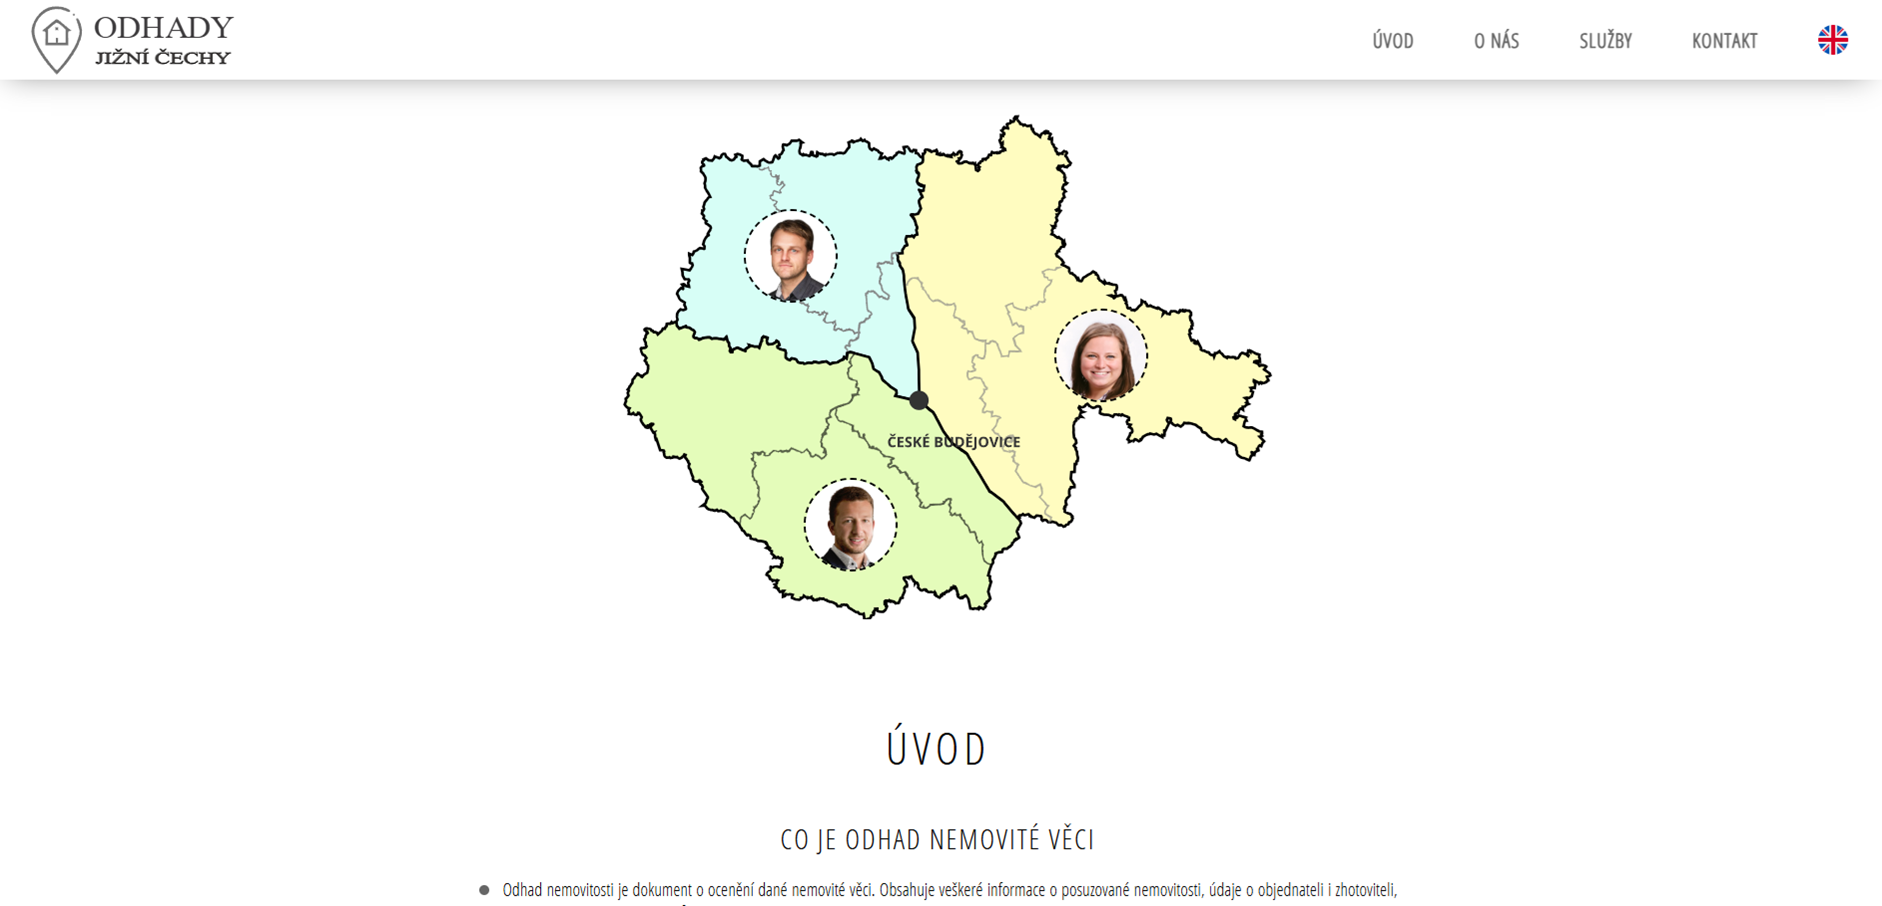 ODHADY
JIŽNÍ ČECHY
ÚVOD
O NÁS
SLUŽBY
KONTAKT
ČESKÉ BUDĚJOVICE
ÚVOD
CO JE ODHAD NEMOVITÉ VĚCI
Odhad nemovitosti je dokument o ocenění dané nemovité věci. Obsahuje veškeré informace o posuzované nemovitosti, údaje o objednateli i zhotoviteli,